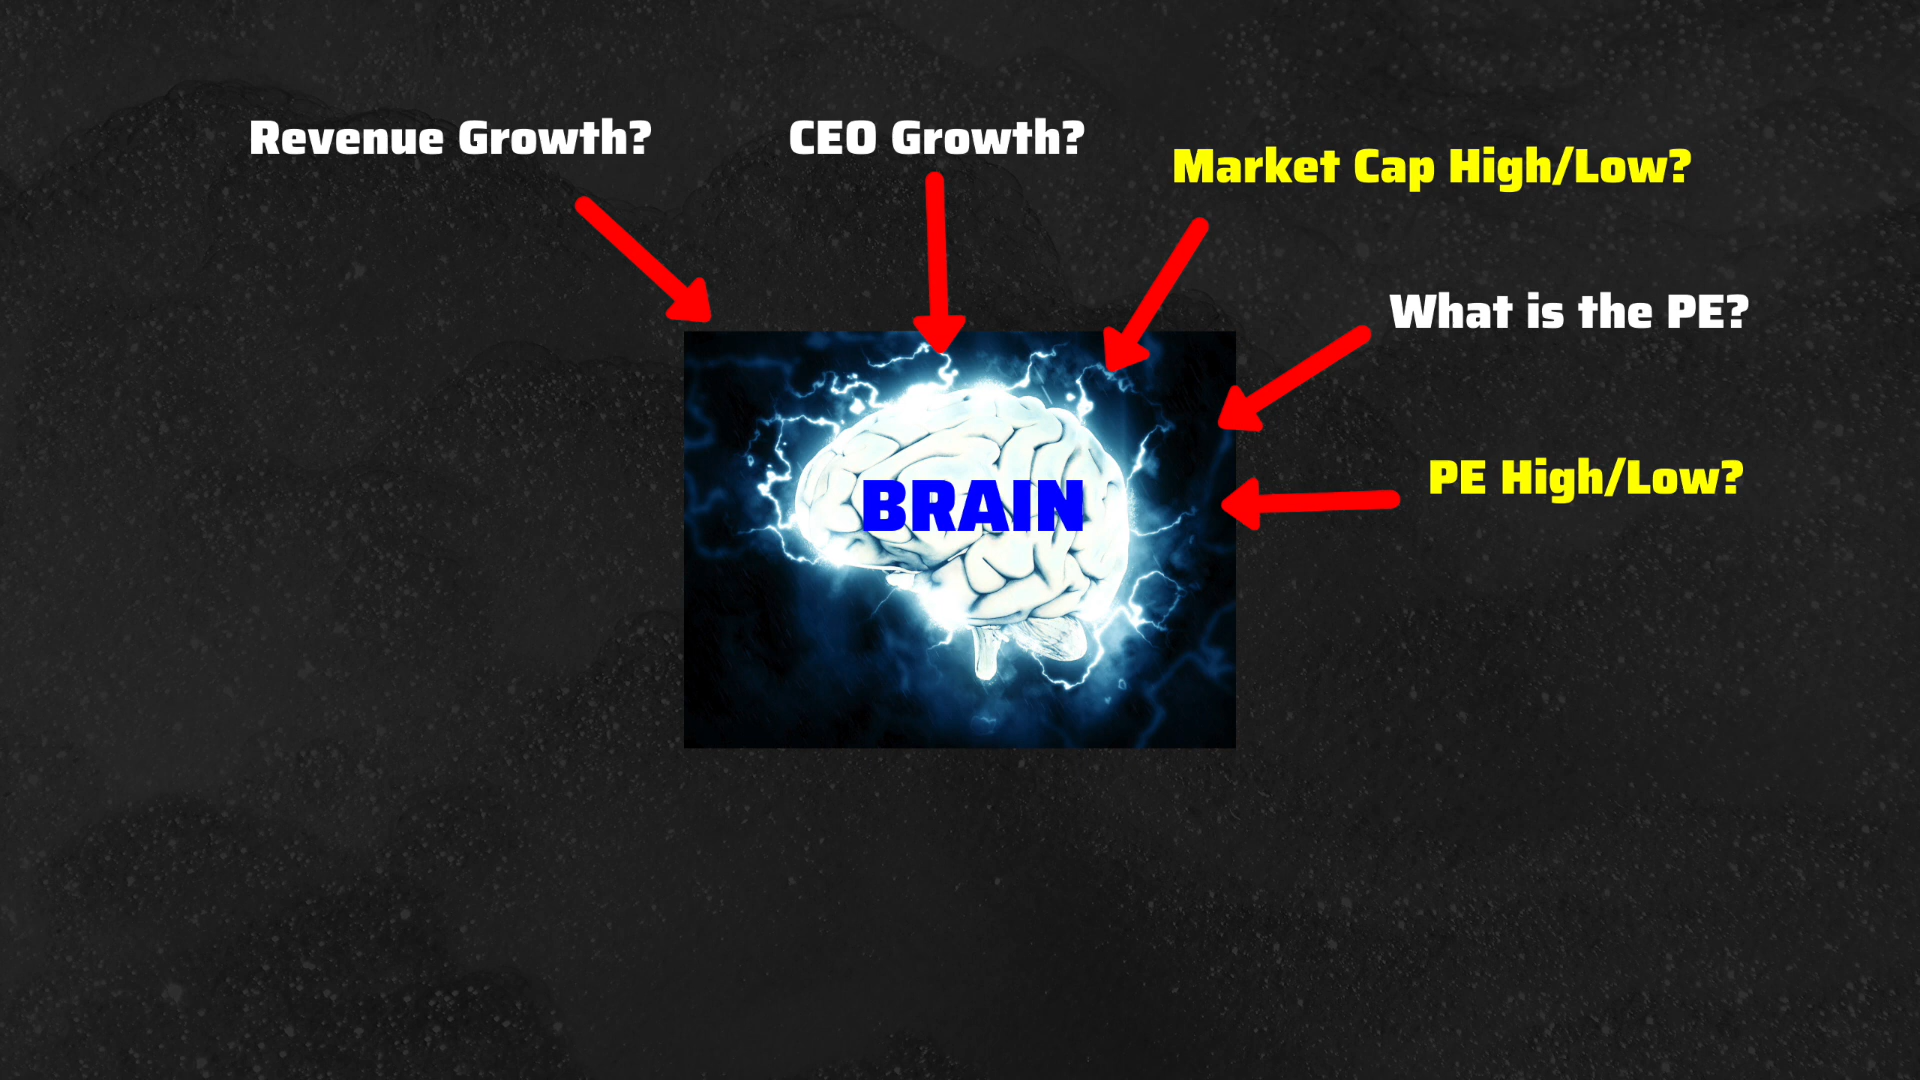 Revenue Growth?
CEO Growth?
Market Cap High/Low?
What is the PE?
PE High/Low?
BRAIN